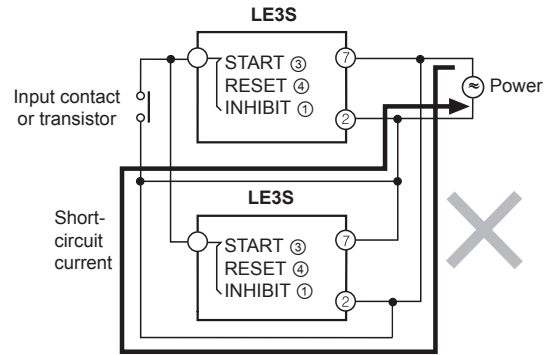 LE3S
START ③
RESET ④
INHIBIT ①
7
2
Power
≈
Input contact
or transistor
LE3S
START ③
RESET ④
INHIBIT ①
7
2
Short-
circuit
current